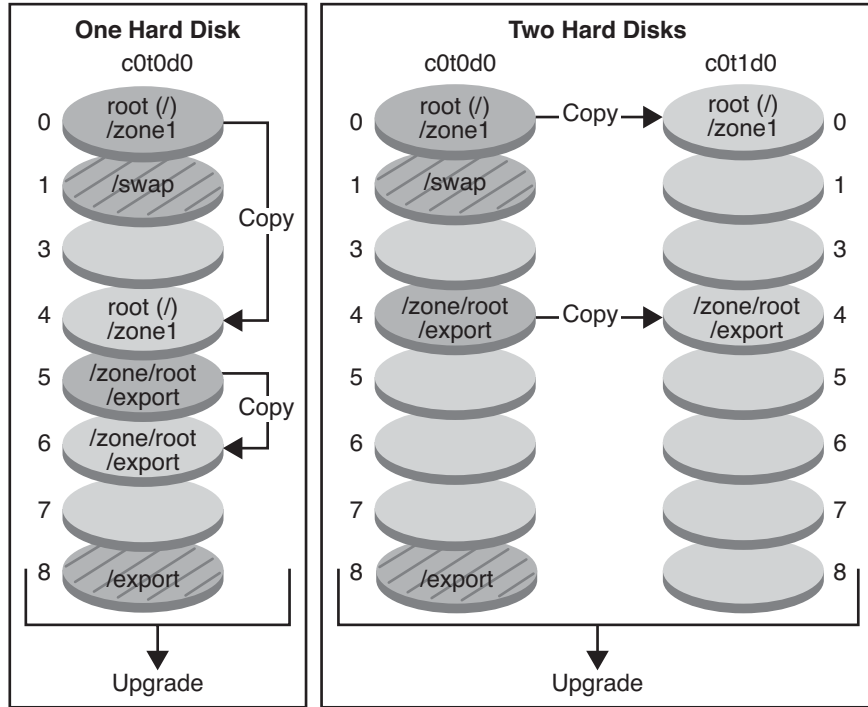 One Hard Disk
c0t0d0
0
root (/)
/zone1
1
/swap
Copy
3
4
root (/)
/zone1
5
/zone/root
/export
Copy
6
/zone/root
/export
7
8
/export
Upgrade
Two Hard Disks
c0t0d0
c0t1d0
0
root (/)
/zone1
Copy
root (/)
/zone1
0
1
/swap
1
3
3
4
/zone/root
/export
Copy
/zone/root
/export
4
5
5
6
6
7
7
8
/export
8
Upgrade